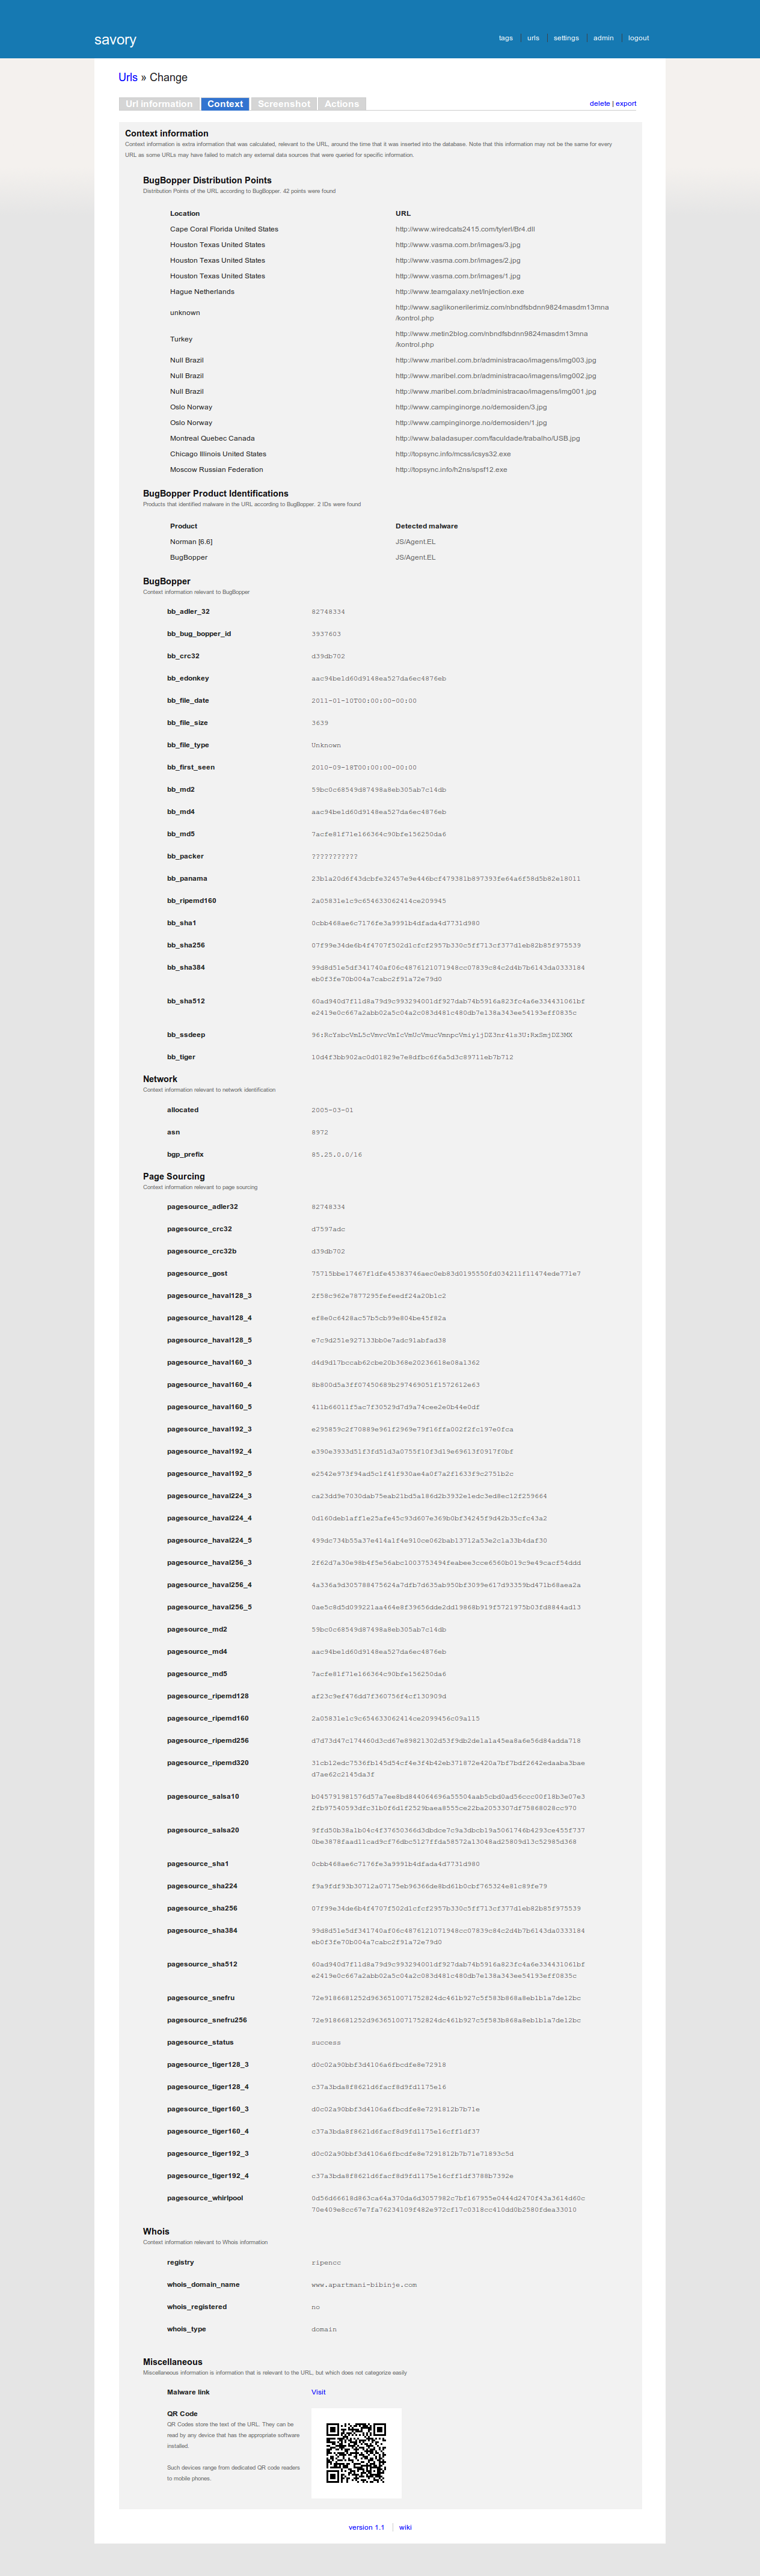 savory
tags urls settings admin logout
Urls » Change
Url information Context Screenshot Actions
delete | export
Context information
Context information is extra information that was calculated, relevant to the URL, around the time that it was inserted into the database. Note that this information may not be the same for every
URL as some URLs may have failed to match any external data sources that were queried for specific information.
BugBopper Distribution Points
Distribution Points of the URL according to BugBopper. 42 points were found
Location URL
Cape Coral Florida United States http://www.wiredcats2415.com/tylerl/Br4.dll
Houston Texas United States http://www.vasma.com.br/images/3.jpg
Houston Texas United States http://www.vasma.com.br/images/2.jpg
Houston Texas United States http://www.vasma.com.br/images/1.jpg
Hague Netherlands http://www.teamgalaxy.net/Injection.exe
unknown http://www.saglikonerilerimiz.com/nbndfsbdnn9824masdm13mna
/kontrol.php
Turkey http://www.metin2blog.com/nbndfsbdnn9824masdm13mna
/kontrol.php
Null Brazil http://www.maribel.com.br/administracao/imagens/img003.jpg
Null Brazil http://www.maribel.com.br/administracao/imagens/img002.jpg
Null Brazil http://www.maribel.com.br/administracao/imagens/img001.jpg
Oslo Norway http://www.campinginorge.no/demosiden/3.jpg
Oslo Norway http://www.campinginorge.no/demosiden/1.jpg
Montreal Quebec Canada http://www.baladasuper.com/faculdade/trabalho/USB.jpg
Chicago Illinois United States http://topsync.info/mcss/icsys32.exe
Moscow Russian Federation http://topsync.info/h2ns/spsf12.exe
BugBopper Product Identifications
Products that identified malware in the URL according to BugBopper. 2 IDs were found
Product Detected malware
Norman [6.6] JS/Agent.EL
BugBopper JS/Agent.EL
BugBopper
Context information relevant to BugBopper
bb_adler_32 82748334
bb_bug_bopper_id 3937603
bb_crc32 d39db702
bb_edonkey aac94be1d60d9148ea527da6ec4876eb
bb_file_date 2011-01-10T00:00:00-00:00
bb_file_size 3639
bb_file_type Unknown
bb_first_seen 2010-09-18T00:00:00-00:00
bb_md2 59bc0c68549d87498a8eb305ab7c14db
bb_md4 aac94be1d60d9148ea527da6ec4876eb
bb_md5 7acfe81f71e166364c90bfe156250da6
bb_packer ???????????
bb_panama 23b1a20d6f43dcbfe32457e9e446bcf479381b897393fe64a6f58d5b82e18011
bb_ripemd160 2a05831e1c9c654633062414ce209945
bb_sha1 0cbb468ae6c7176fe3a9991b4dfada4d7731d980
bb_sha256 07f99e34de6b4f4707f502d1cfcf2957b330c5ff713cf377d1eb82b85f975539
bb_sha384 99d8d51e5df341740af06c4876121071948cc07839c84c2d4b7b6143da0333184
eb0f3fe70b004a7cabc2f91a72e79d0
bb_sha512 60ad940d7f11d8a79d9c993294001df927dab74b5916a823fc4a6e334431061bf
e2419e0c667a2abb02a5c04a2c083d481c480db7e138a343ee54193eff0835c
bb_ssdeep
bb_tiger 10d4f3bb902ac0d01829e7e8dfbc6f6a5d3c89711eb7b712
Network
Context information relevant to network identification
allocated 2005-03-01
asn 8972
bgp_prefix 85.25.0.0/16
Page Sourcing
Context information relevant to page sourcing
pagesource_adler32 82748334
pagesource_crc32 d7597adc
pagesource_crc32b d39db702
pagesource_gost 75715bbe17467f1dfe45383746aec0eb83d0195550fd034211f11474ede771e7
pagesource_haval128_3 2f58c962e7877295fefeedf24a20b1c2
pagesource_haval128_4 ef8e0c6428ac57b5cb99e804be45f82a
pagesource_haval128_5 e7c9d251e927133bb0e7adc91abfad38
pagesource_haval160_3 d4d9d17bccab62cbe20b368e20236618e08a1362
pagesource_haval160_4 8b800d5a3ff07450689b297469051f1572612e63
pagesource_haval160_5 411b66011f5ac7f30529d7d9a74cee2e0b44e0df
pagesource_haval192_3 e295859c2f70889e961f2969e79f16ffa002f2fc197e0fca
pagesource_haval192_4 e390e3933d51f3fd51d3a0755f10f3d19e69613f0917f0bf
pagesource_haval192_5 e2542e973f94ad5c1f41f930ae4a0f7a2f1633f9c2751b2c
pagesource_haval224_3 ca23dd9e7030dab75eab21bd5a186d2b3932e1edc3ed8ec12f259664
pagesource_haval224_4 0d160deb1aff1e25afe45c93d607e369b0bf34245f9d42b35cfc43a2
pagesource_haval224_5 499dc734b55a37e414a1f4e910ce062bab13712a53e2c1a33b4daf30
pagesource_haval256_3 2f62d7a30e98b4f5e56abc1003753494feabee3cce6560b019c9e49cacf54ddd
pagesource_haval256_4 4a336a9d305788475624a7dfb7d635ab950bf3099e617d93359bd471b68aea2a
pagesource_haval256_5 0ae5c8d5d099221aa464e8f39656dde2dd19868b919f5721975b03fd8844ad13
pagesource_md2 59bc0c68549d87498a8eb305ab7c14db
pagesource_md4 aac94be1d60d9148ea527da6ec4876eb
pagesource_md5 7acfe81f71e166364c90bfe156250da6
pagesource_ripemd128 af23c9ef476dd7f360756f4cf130909d
pagesource_ripemd160 2a05831e1c9c654633062414ce2099456c09a115
pagesource_ripemd256 d7d73d47c174460d3cd67e89821302d53f9db2de1a1a45ea8a6e56d84adda718
pagesource_ripemd320 31cb12edc7536fb145d54cf4e3f4b42eb371872e420a7bf7bdf2642edaaba3bae
d7ae62c2145da3f
pagesource_salsa10 b045791981576d57a7ee8bd844064696a55504aab5cbd0ad56ccc00f18b3e07e3
2fb97540593dfc31b0f6d1f2529baea8555ce22ba2053307df75868028cc970
pagesource_salsa20 9ffd50b38a1b04c4f37650366d3dbdce7c9a3dbcb19a5061746b4293ce455f737
0be3878faad11cad9cf76dbc5127ffda58572a13048ad25809d13c52985d368
pagesource_sha1 0cbb468ae6c7176fe3a9991b4dfada4d7731d980
pagesource_sha224 f9a9fdf93b30712a07175eb96366de8bd61b0cbf765324e81c89fe79
pagesource_sha256 07f99e34de6b4f4707f502d1cfcf2957b330c5ff713cf377d1eb82b85f975539
pagesource_sha384 99d8d51e5df341740af06c4876121071948cc07839c84c2d4b7b6143da0333184
eb0f3fe70b004a7cabc2f91a72e79d0
pagesource_sha512 60ad940d7f11d8a79d9c993294001df927dab74b5916a823fc4a6e334431061bf
e2419e0c667a2abb02a5c04a2c083d481c480db7e138a343ee54193eff0835c
pagesource_snefru 72e9186681252d9636510071752824dc461b927c5f583b868a8eb1b1a7de12bc
pagesource_snefru256 72e9186681252d9636510071752824dc461b927c5f583b868a8eb1b1a7de12bc
pagesource_status success
pagesource_tiger128_3 d0c02a90bbf3d4106a6fbcdfe8e72918
pagesource_tiger128_4 c37a3bda8f8621d6facf8d9fd1175e16
pagesource_tiger160_3 d0c02a90bbf3d4106a6fbcdfe8e7291812b7b71e
pagesource_tiger160_4 c37a3bda8f8621d6facf8d9fd1175e16cff1df37
pagesource_tiger192_3 d0c02a90bbf3d4106a6fbcdfe8e7291812b7b71e71893c5d
pagesource_tiger192_4 c37a3bda8f8621d6facf8d9fd1175e16cff1df3788b7392e
pagesource_whirlpool 0d56d66618d863ca64a370da6d3057982c7bf167955e0444d2470f43a3614d60c
70e409e8cc67e7fa76234109f482e972cf17c0318cc410dd0b2580fdea33010
Whois
Context information relevant to Whois information
registry ripencc
whois_domain_name www.apartmani-bibinje.com
whois_registered no
whois_type domain
Miscellaneous
Miscellaneous information is information that is relevant to the URL, but which does not categorize easily
Malware link Visit
QR Code
QR Codes store the text of the URL. They can be
read by any device that has the appropriate software
installed.
Such devices range from dedicated QR code readers
to mobile phones.
version 1.1 wiki